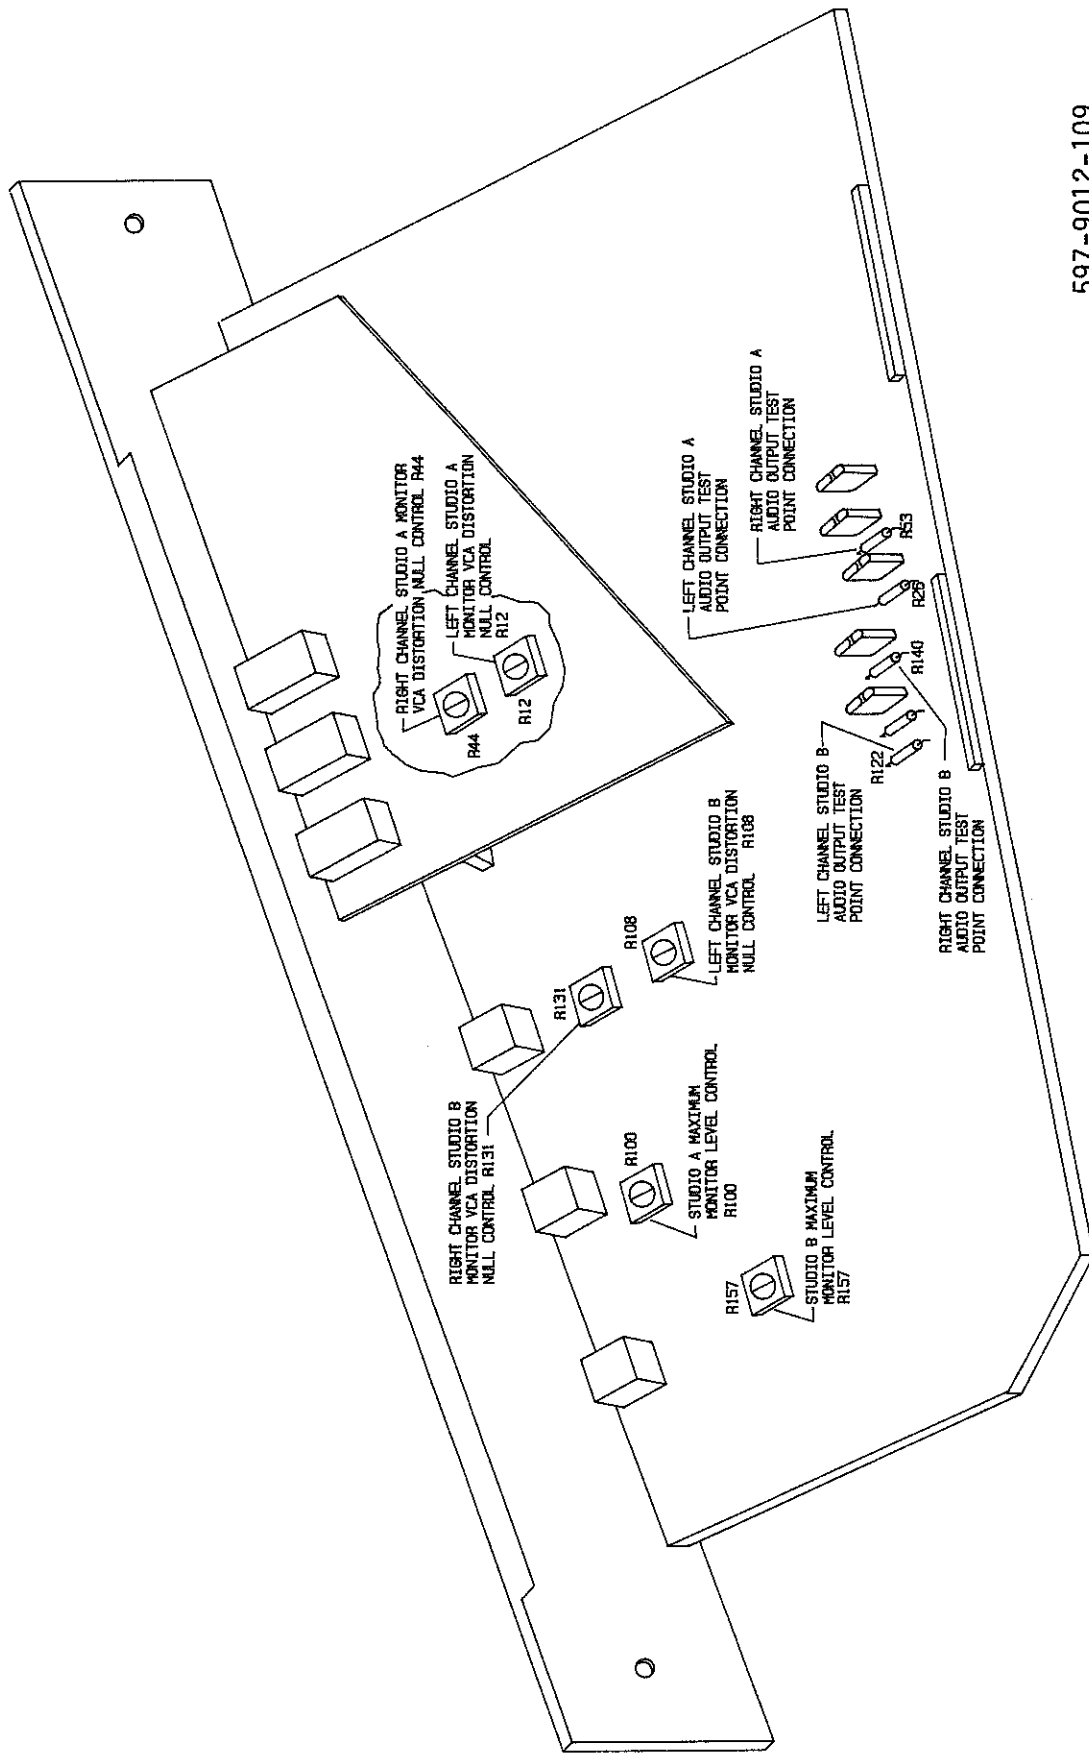 RIGHT CHANNEL STUDIO A MONITOR
VCA DISTORTION NULL CONTROL R44
LEFT CHANNEL STUDIO A
MONITOR VCA DISTORTION
NULL CONTROL
R12
R44
R12
RIGHT CHANNEL STUDIO B
MONITOR VCA DISTORTION
NULL CONTROL R131
R131
R108
LEFT CHANNEL STUDIO B
MONITOR VCA DISTORTION
NULL CONTROL R108
R100
STUDIO A MAXIMUM
MONITOR LEVEL CONTROL
R100
R157
STUDIO B MAXIMUM
MONITOR LEVEL CONTROL
R157
LEFT CHANNEL STUDIO A
AUDIO OUTPUT TEST
POINT CONNECTION
RIGHT CHANNEL STUDIO A
AUDIO OUTPUT TEST
POINT CONNECTION
LEFT CHANNEL STUDIO B
AUDIO OUTPUT TEST
POINT CONNECTION
R122
R140
R26
R53
RIGHT CHANNEL STUDIO B
AUDIO OUTPUT TEST
POINT CONNECTION
597-9012-109